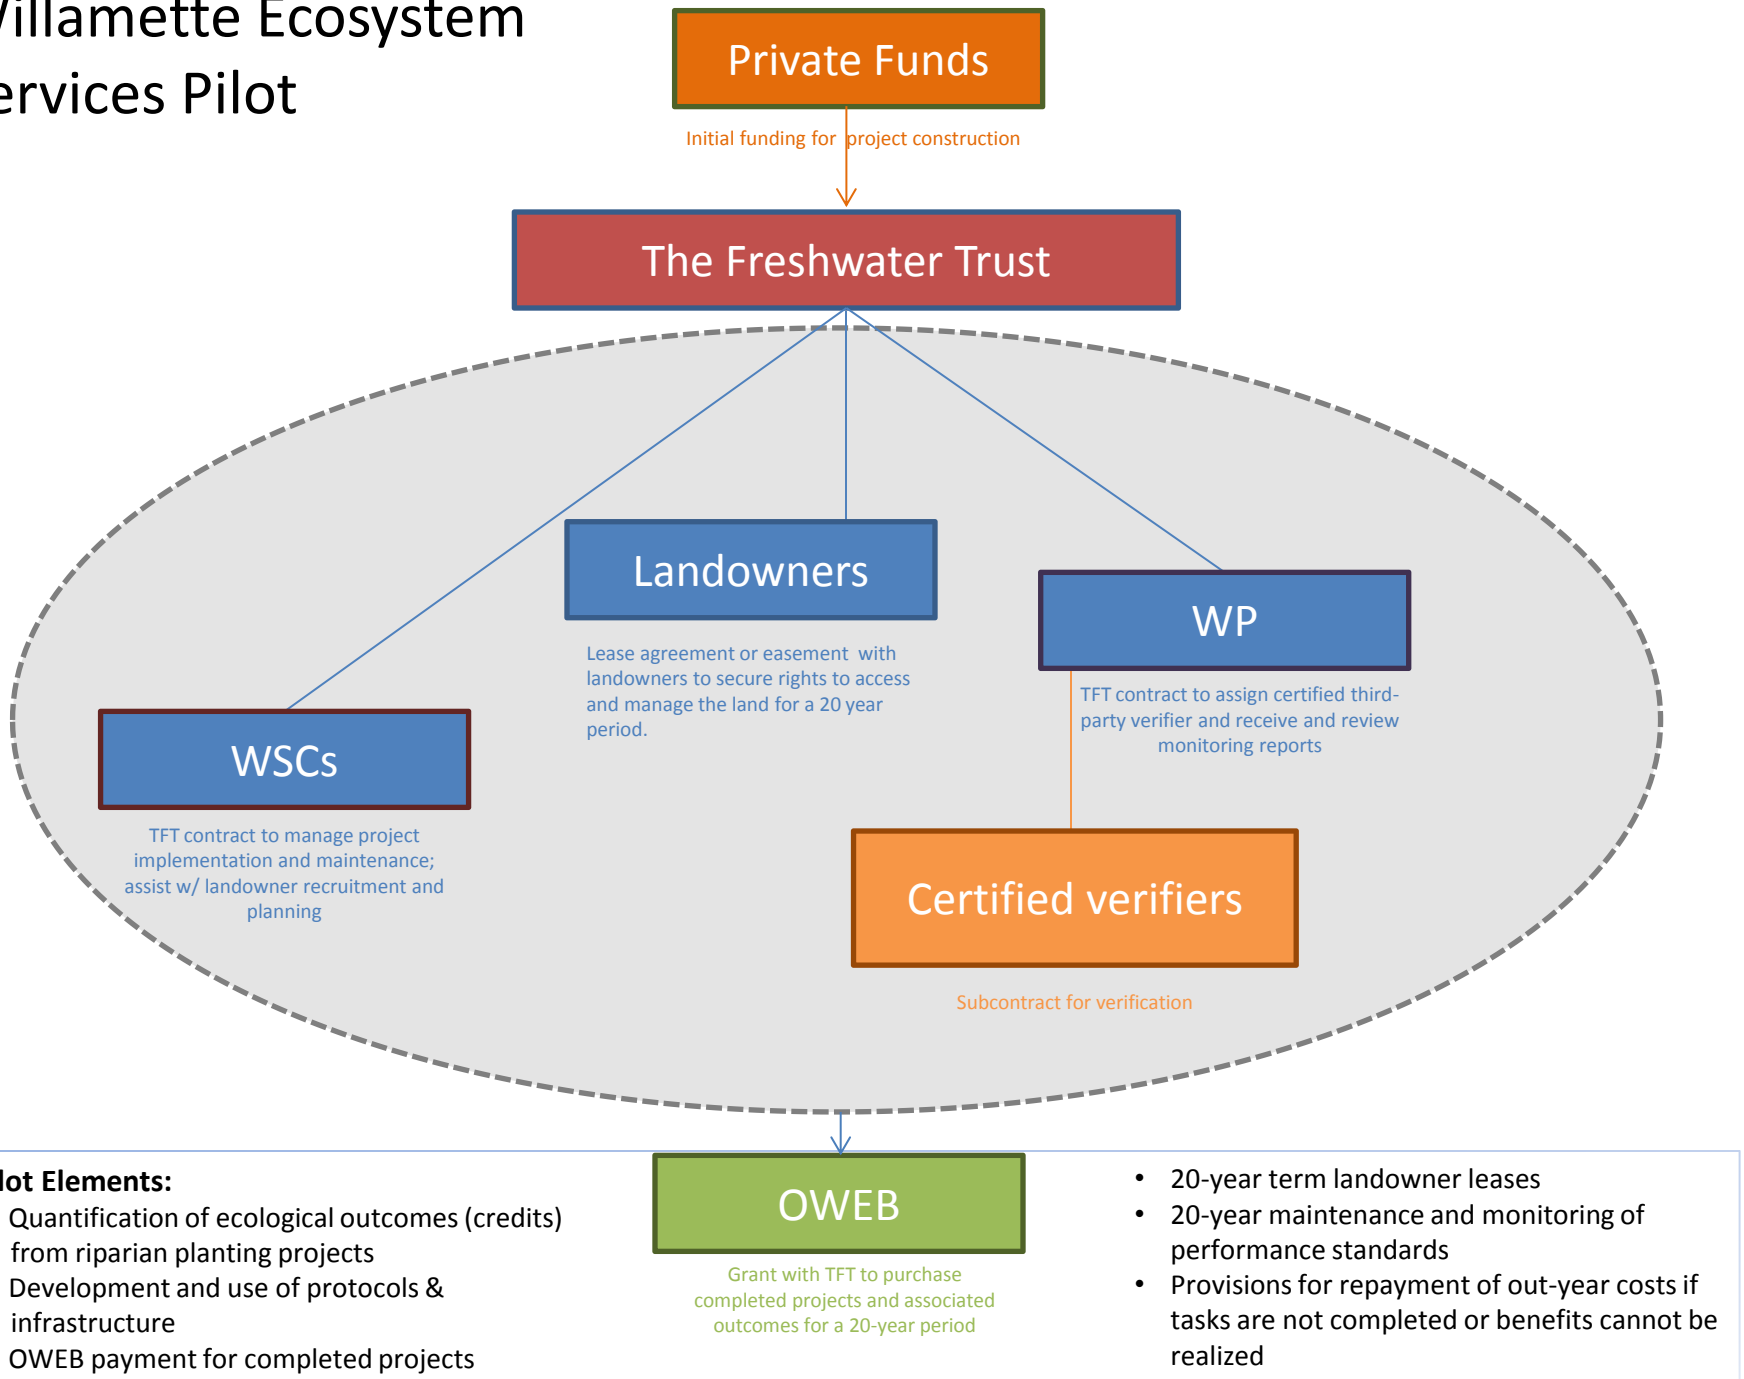 Willamette Ecosystem
ervices Pilot
Private Funds
Initial funding for project construction
The Freshwater Trust
Landowners
Lease agreement or easement with
landowners to secure rights to access
and manage the land for a 20 year
period.
WP
TFT contract to assign certified third-
party verifier and receive and review
monitoring reports
WSCs
TFT contract to manage project
implementation and maintenance;
assist w/ landowner recruitment and
planning
Certified verifiers
Subcontract for verification
lot Elements:
Quantification of ecological outcomes (credits)
from riparian planting projects
Development and use of protocols &
infrastructure
OWEB payment for completed projects
OWEB
Grant with TFT to purchase
completed projects and associated
outcomes for a 20-year period
• 20-year term landowner leases
• 20-year maintenance and monitoring of
performance standards
• Provisions for repayment of out-year costs if
tasks are not completed or benefits cannot be
realized